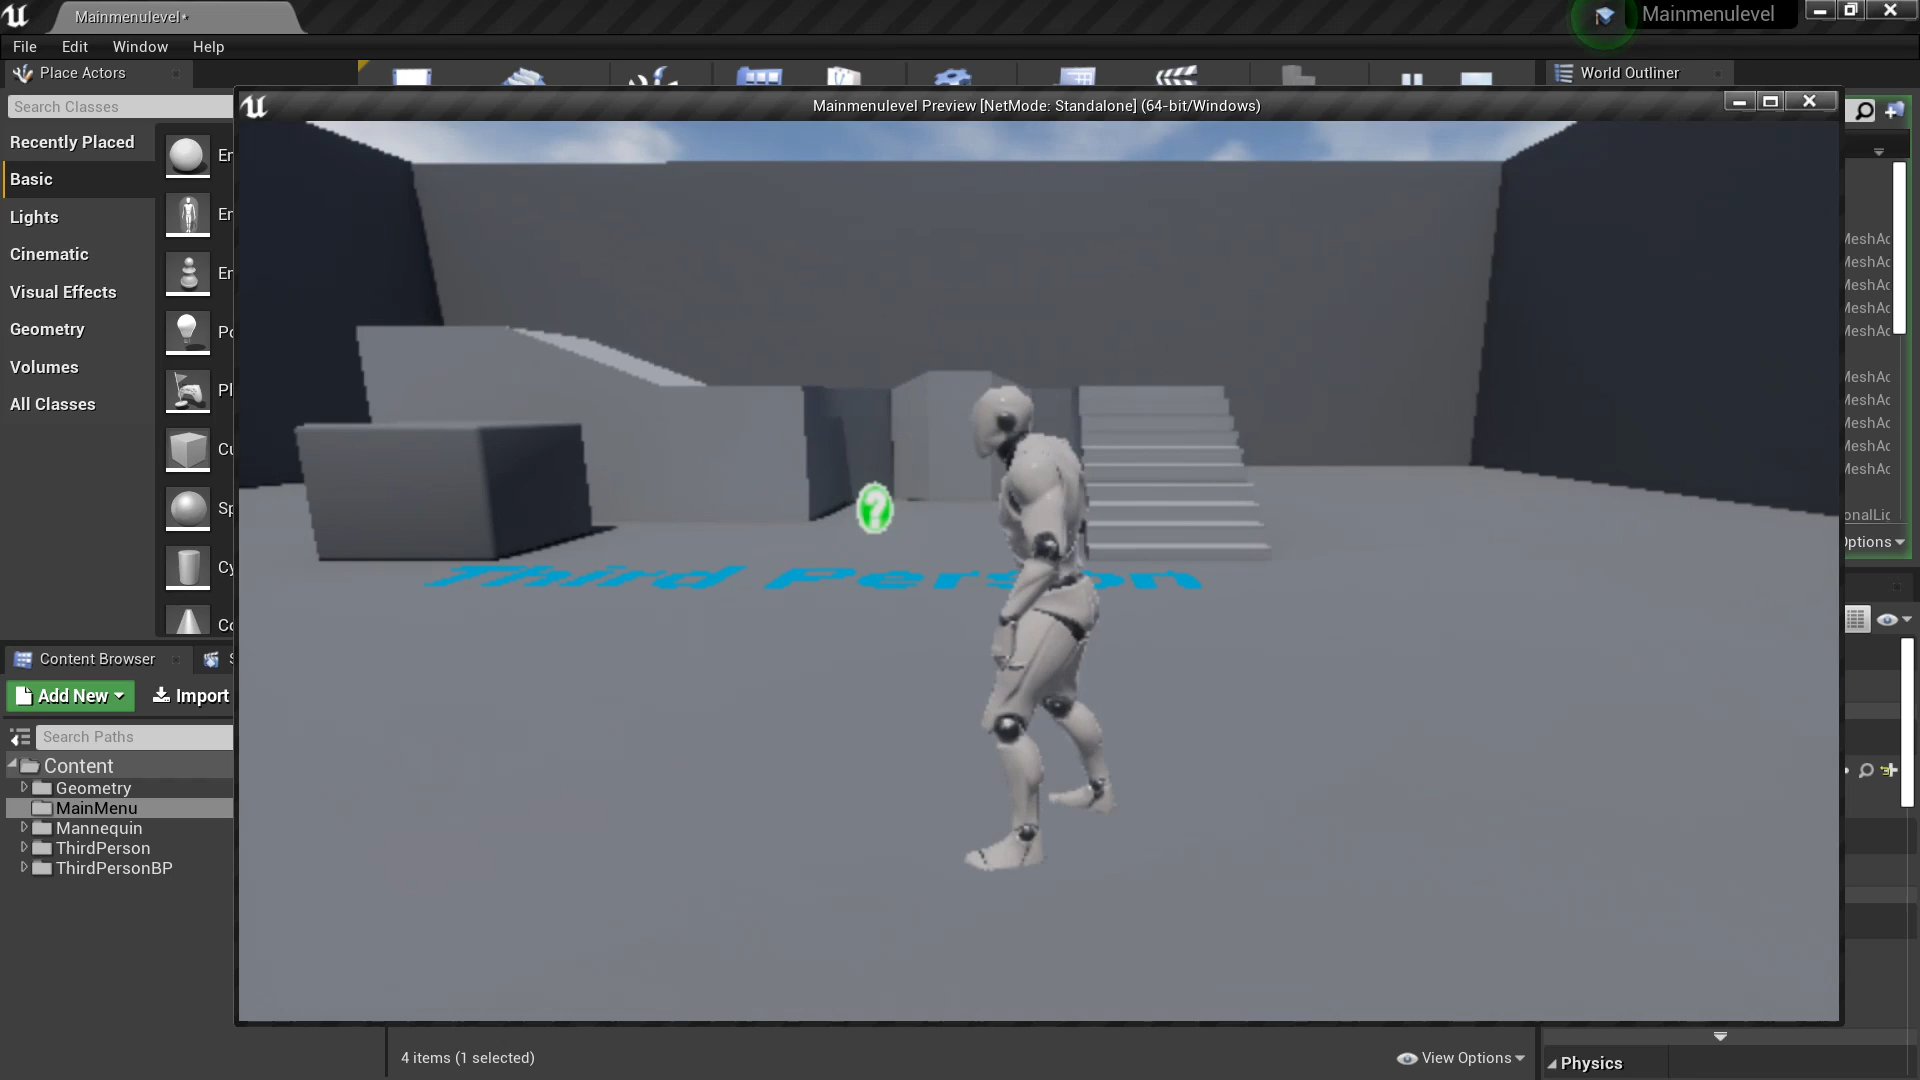 Mainmenulevel*
Mainmenulevel
File Edit Window Help
Place Actors
World Outliner
Search Classes
Mainmenulevel Preview [NetMode: Standalone] (64-bit/Windows)
Recently Placed
Basic
Lights
Cinematic
Visual Effects
Geometry
Volumes
All Classes
Third Person
Content Browser
Add New
Import
Search Paths
Content
Geometry
MainMenu
Mannequin
ThirdPerson
ThirdPersonBP
4 items (1 selected)
View Options
Physics